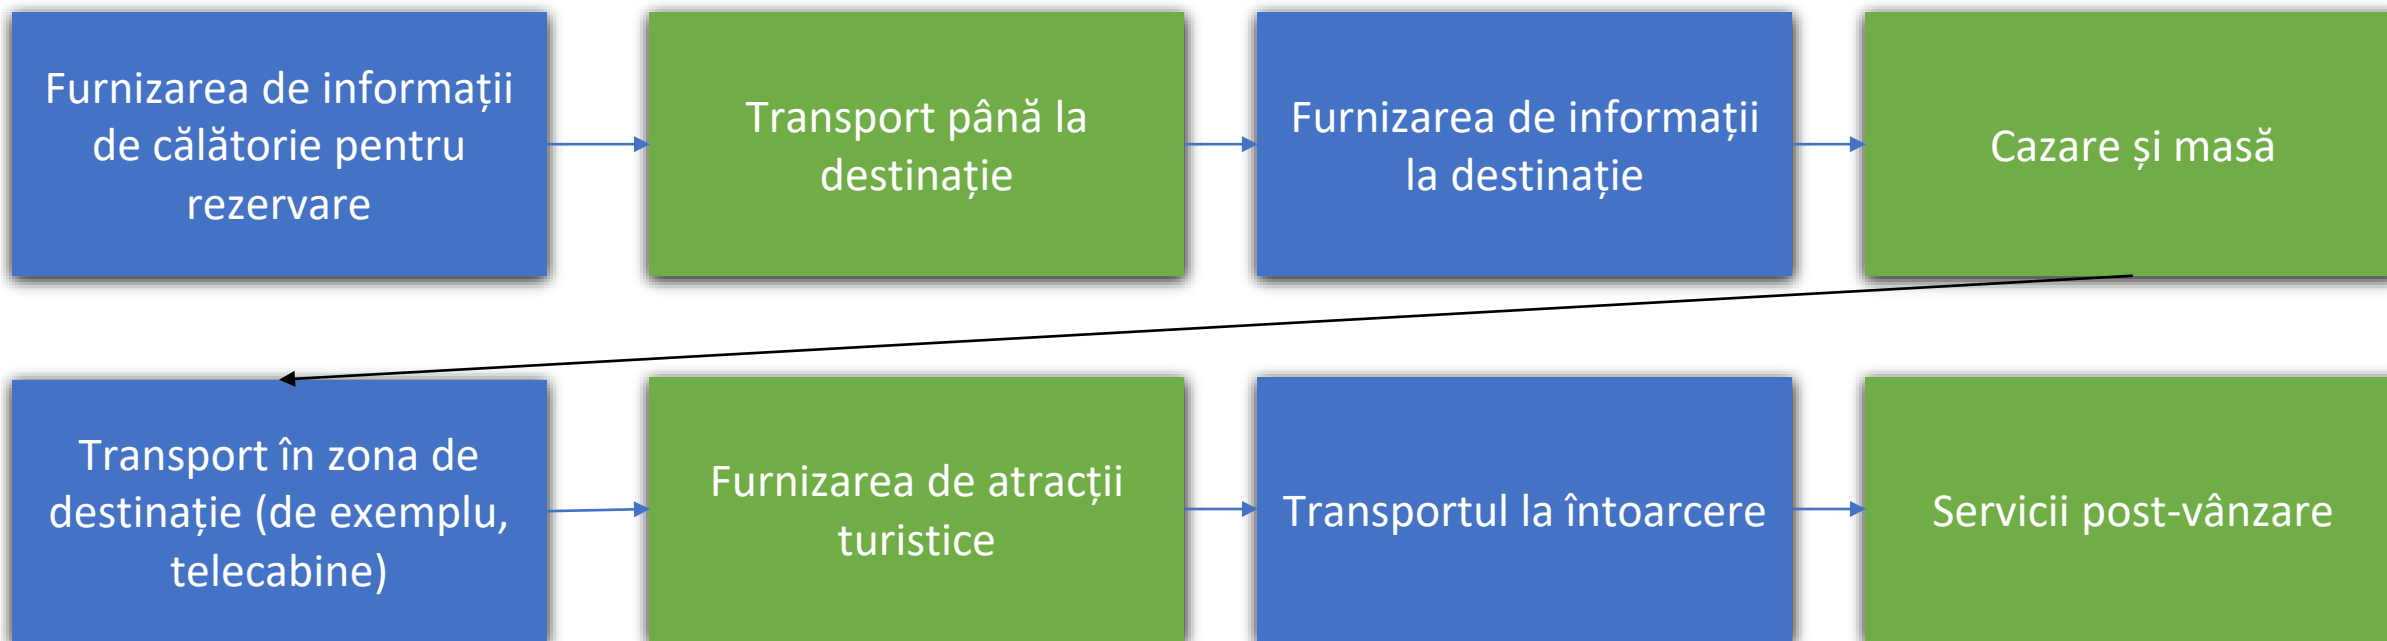 Furnizarea de informații
de călătorie pentru
rezervare
Transport până la
destinație
Furnizarea de informații
la destinație
Cazare și masă
Transport în zona de
destinație (de exemplu,
telecabine)
Furnizarea de atracții
turistice
Transportul la întoarcere
Servicii post-vânzare